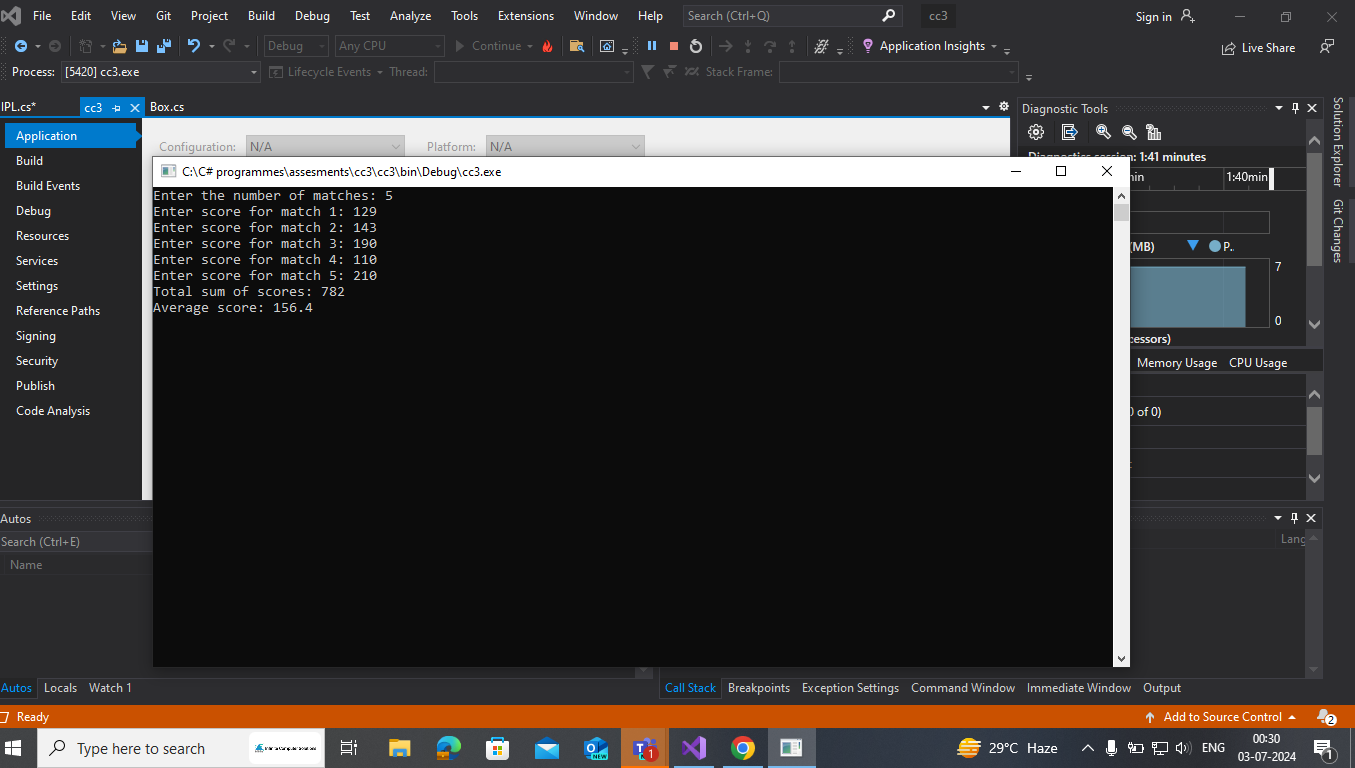 File Edit View Git Project Build Debug Test Analyze Tools Extensions Window Help Search (Ctrl+Q) cc3 Sign in
Debug Any CPU Continue Application Insights Live Share
Process: [5420] cc3.exe Lifecycle Events Thread: Stack Frame:
IPL.cs* cc3 Box.cs
Diagnostic Tools
Solution Explorer
Git Changes
Application
Build
Build Events
Debug
Resources
Services
Settings
Reference Paths
Signing
Security
Publish
Code Analysis
Configuration: N/A Platform: N/A
C:\C# programmes\assesments\cc3\cc3\bin\Debug\cc3.exe
Enter the number of matches: 5
Enter score for match 1: 129
Enter score for match 2: 143
Enter score for match 3: 190
Enter score for match 4: 110
Enter score for match 5: 210
Total sum of scores: 782
Average score: 156.4
Diagnostics session: 1:41 minutes
min 1:40min
(MB) P..
7
0
cessors)
Memory Usage CPU Usage
0 of 0)
Autos
Search (Ctrl+E)
Name
Lang
Autos Locals Watch 1
Call Stack Breakpoints Exception Settings Command Window Immediate Window Output
Ready
Add to Source Control 2
Type here to search
Infinite Computer Solutions
NEW
1
29°C Haze
ENG
00:30
03-07-2024
1